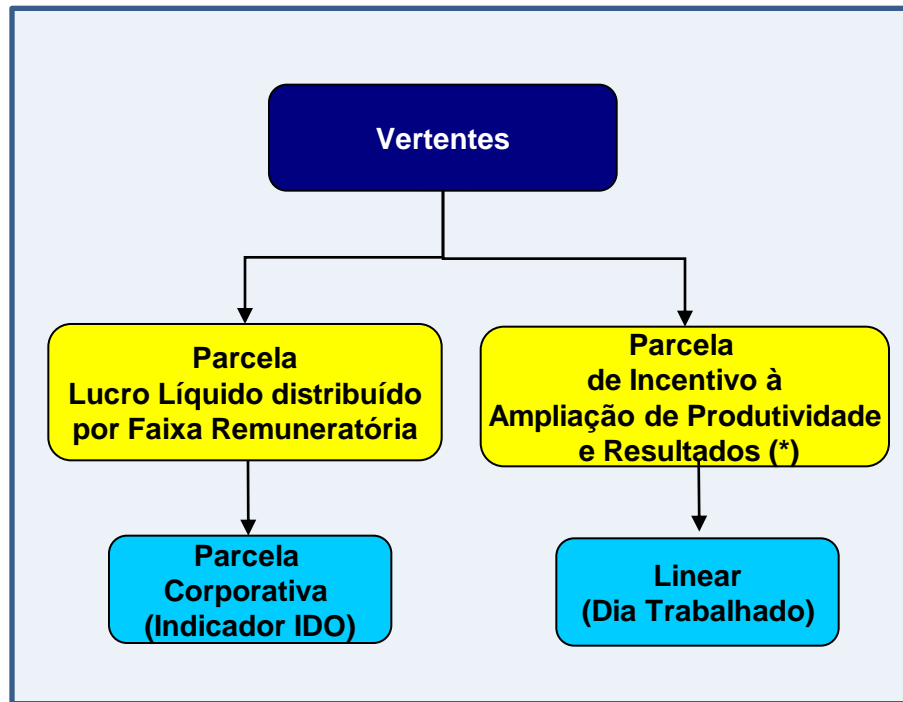 Vertentes
Parcela
Lucro Líquido distribuído
por Faixa Remuneratória
Parcela
de Incentivo à
Ampliação de Produtividade
e Resultados (*)
Parcela
Corporativa
(Indicador IDO)
Linear
(Dia Trabalhado)